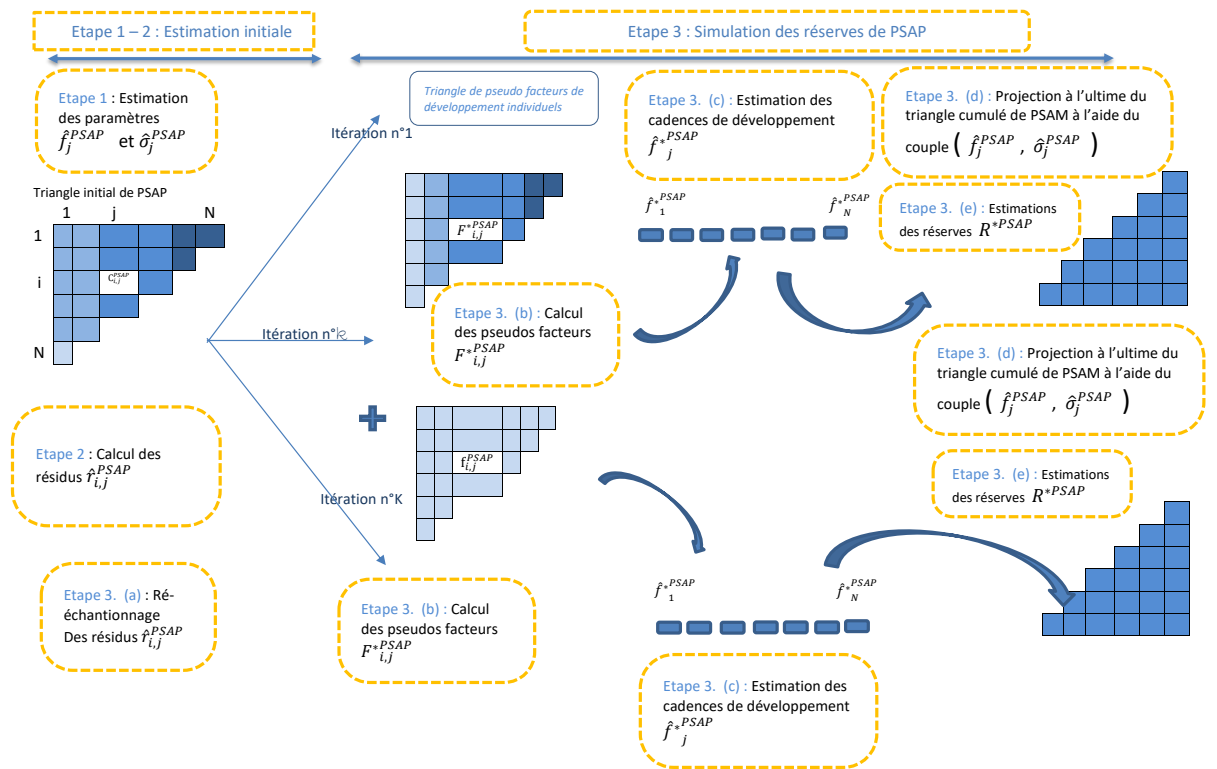 Etape 1 – 2 : Estimation initiale
Etape 3 : Simulation des réserves de PSAP
Etape 1 : Estimation
des paramètres
f̂_j^{PSAP} et σ̂_j^{PSAP}
Triangle initial de PSAP
1 j N
1
i
N
C_{i,j}^{PSAP}
Etape 2 : Calcul des
résidus r̂_{i,j}^{PSAP}
Etape 3. (a) : Ré-
échantionnage
Des résidus r̂_{i,j}^{PSAP}
Itération n°1
Itération n°k
Itération n°K
Triangle de pseudo facteurs de
développement individuels
F*_{i,j}^{PSAP}
Etape 3. (b) : Calcul
des pseudos facteurs
F*_{i,j}^{PSAP}
f_{i,j}^{PSAP}
Etape 3. (b) : Calcul
des pseudos facteurs
F*_{i,j}^{PSAP}
Etape 3. (c) : Estimation des
cadences de développement
f̂*_j^{PSAP}
f̂*_1^{PSAP} f̂*_N^{PSAP}
Etape 3. (d) : Projection à l'ultime du
triangle cumulé de PSAM à l'aide du
couple ( f̂_j^{PSAP} , σ̂_j^{PSAP} )
Etape 3. (e) : Estimations
des réserves R*^{PSAP}
Etape 3. (d) : Projection à l'ultime du
triangle cumulé de PSAM à l'aide du
couple ( f̂_j^{PSAP} , σ̂_j^{PSAP} )
Etape 3. (e) : Estimations
des réserves R*^{PSAP}
f̂*_1^{PSAP} f̂*_N^{PSAP}
Etape 3. (c) : Estimation des
cadences de développement
f̂*_j^{PSAP}